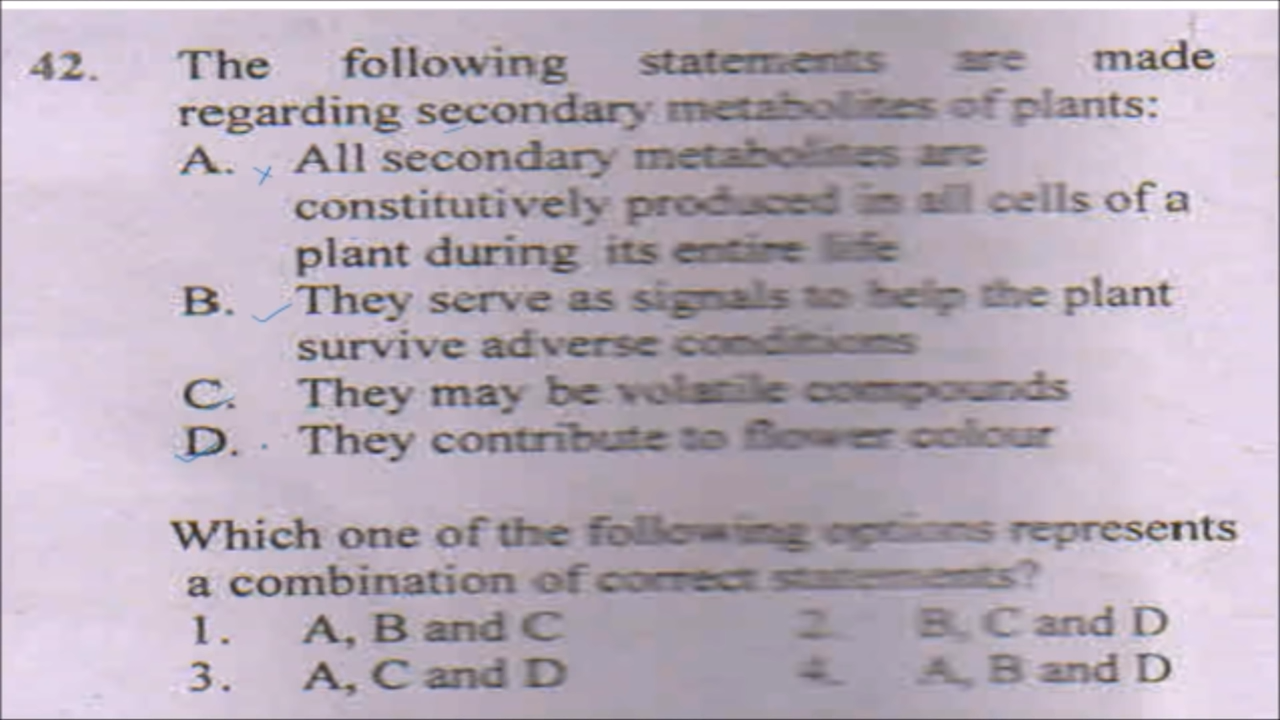 42. The following statements are made
regarding secondary metabolites of plants:
A. All secondary metabolites are
constitutively produced in all cells of a
plant during its entire life
B. They serve as signals to help the plant
survive adverse conditions
C. They may be volatile compounds
D. They contribute to flower colour
Which one of the following options represents
a combination of correct statements?
1. A, B and C 2. B, C and D
3. A, C and D 4. A, B and D